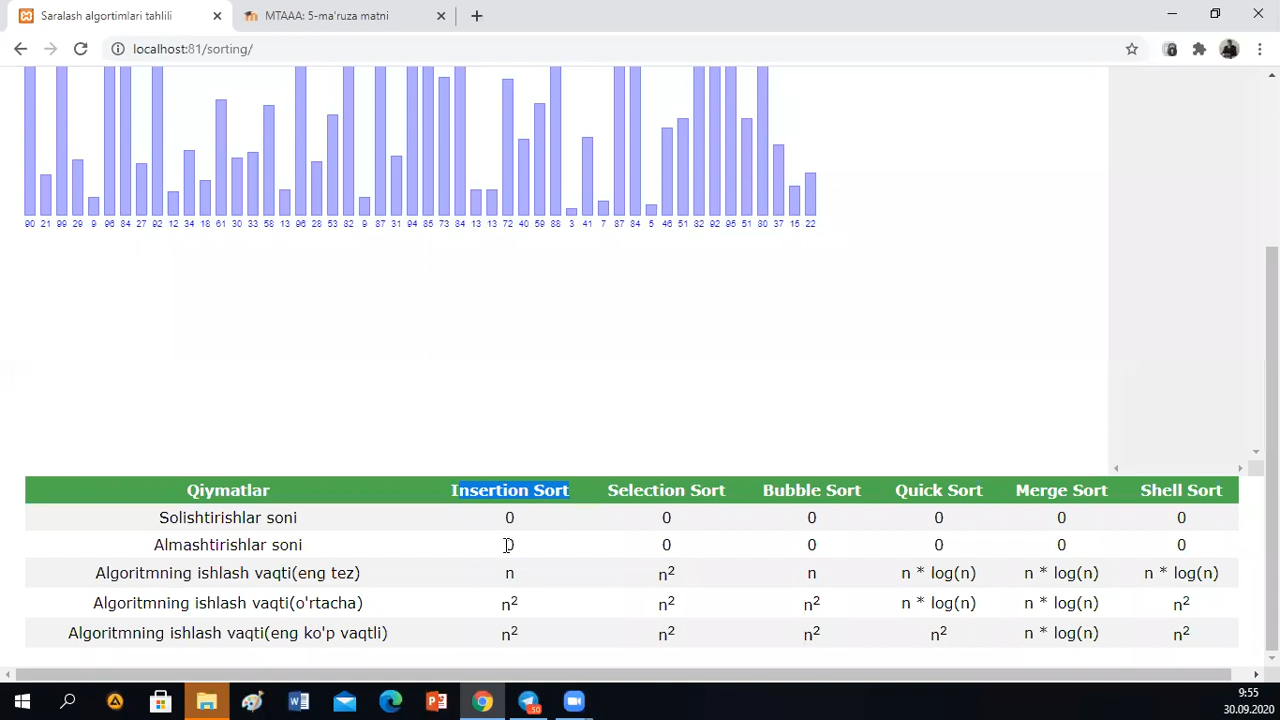 Saralash algortimlari tahlili
MTAAA: 5-ma'ruza matni
localhost:81/sorting/
90 21 99 29 9 96 84 27 92 12 34 18 61 30 33 58 13 96 28 53 82 9 87 31 94 85 73 84 13 13 72 40 59 88 3 41 7 87 84 5 46 51 82 92 95 51 80 37 15 22
Qiymatlar Insertion Sort Selection Sort Bubble Sort Quick Sort Merge Sort Shell Sort
Solishtirishlar soni 0 0 0 0 0 0
Almashtirishlar soni 0 0 0 0 0 0
Algoritmning ishlash vaqti(eng tez) n n² n n * log(n) n * log(n) n * log(n)
Algoritmning ishlash vaqti(o'rtacha) n² n² n² n * log(n) n * log(n) n²
Algoritmning ishlash vaqti(eng ko'p vaqtli) n² n² n² n² n * log(n) n²
50
9:55
30.09.2020